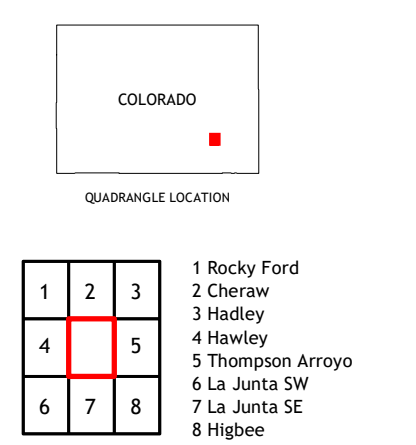 COLORADO
QUADRANGLE LOCATION
1 2 3
4 5
6 7 8
1 Rocky Ford
2 Cheraw
3 Hadley
4 Hawley
5 Thompson Arroyo
6 La Junta SW
7 La Junta SE
8 Higbee